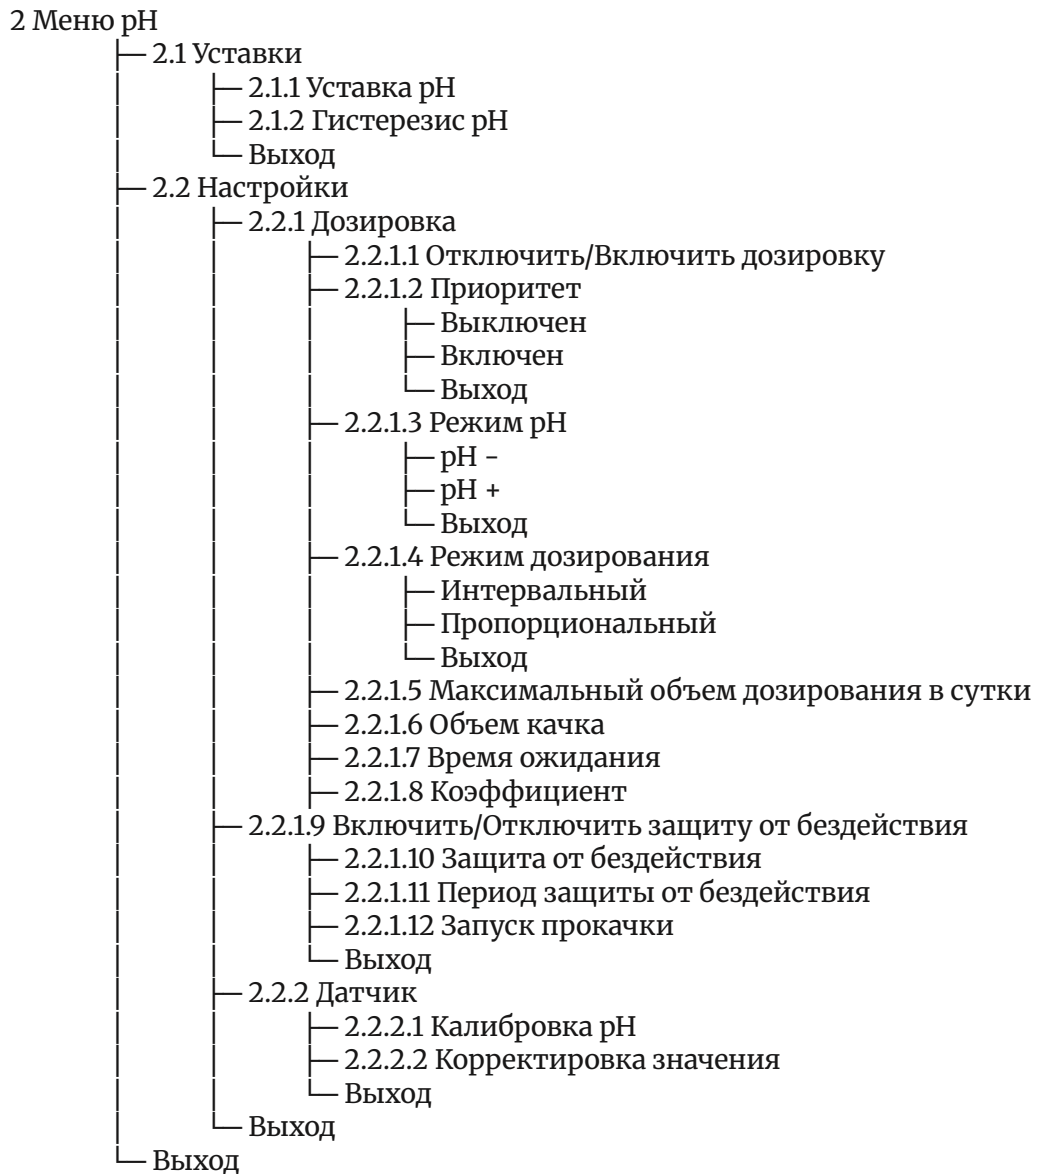 2 Меню pH
2.1 Уставки
2.1.1 Уставка pH
2.1.2 Гистерезис pH
Выход
2.2 Настройки
2.2.1 Дозировка
2.2.1.1 Отключить/Включить дозировку
2.2.1.2 Приоритет
Выключен
Включен
Выход
2.2.1.3 Режим pH
pH -
pH +
Выход
2.2.1.4 Режим дозирования
Интервальный
Пропорциональный
Выход
2.2.1.5 Максимальный объем дозирования в сутки
2.2.1.6 Объем качка
2.2.1.7 Время ожидания
2.2.1.8 Коэффициент
2.2.1.9 Включить/Отключить защиту от бездействия
2.2.1.10 Защита от бездействия
2.2.1.11 Период защиты от бездействия
2.2.1.12 Запуск прокачки
Выход
2.2.2 Датчик
2.2.2.1 Калибровка pH
2.2.2.2 Корректировка значения
Выход
Выход
Выход